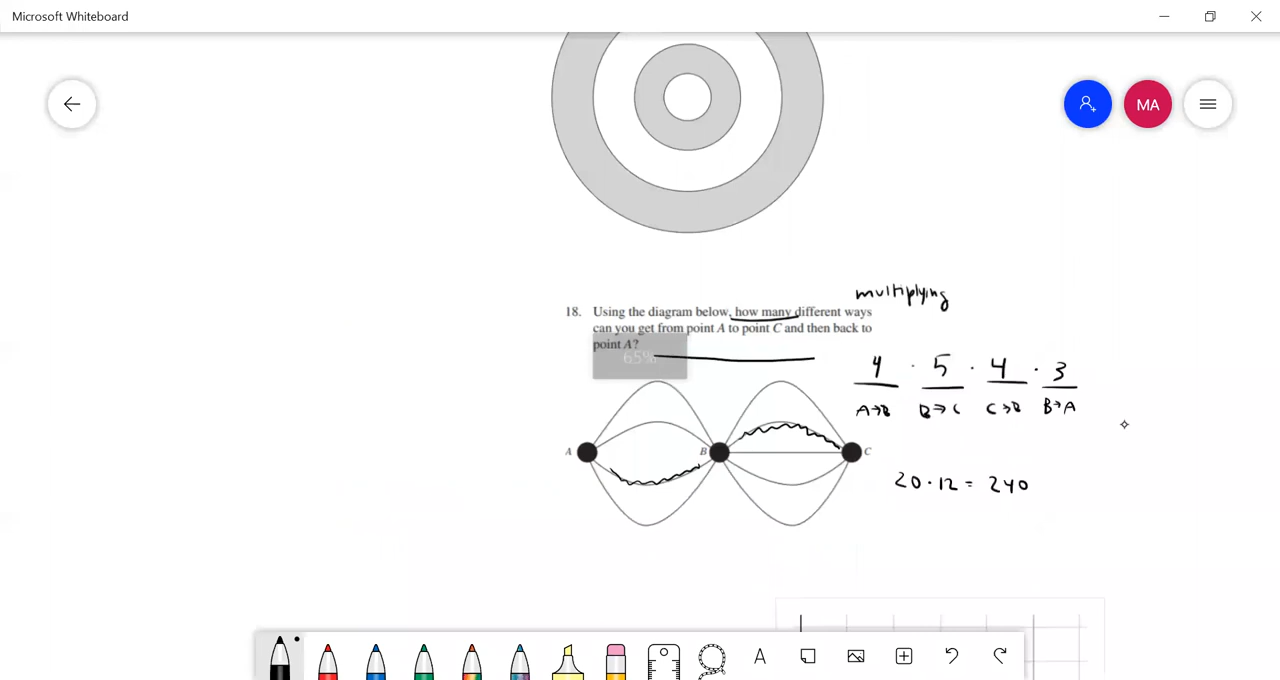 Microsoft Whiteboard
MA
multiplying
18. Using the diagram below, how many different ways
can you get from point A to point C and then back to
point A?
65%
4 · 5 · 4 · 3
A→B B→C C→B B→A
A B C
20 · 12 = 240
A